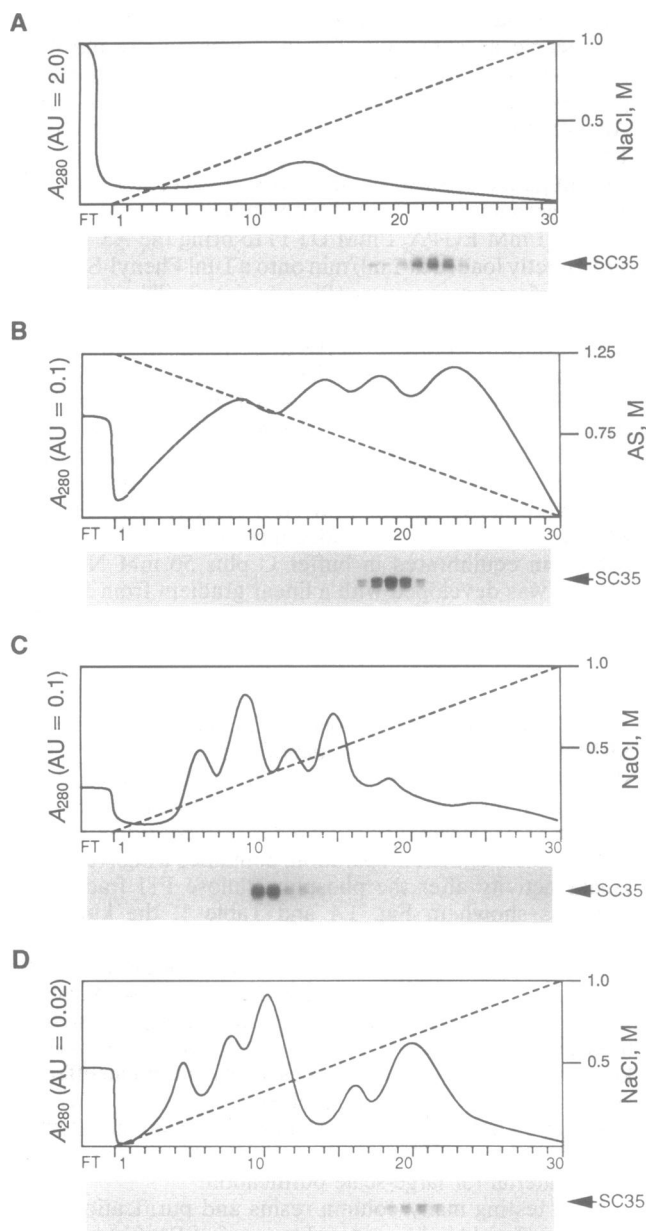 A
A280 (AU = 2.0)
1.0
0.5
NaCl, M
FT 1 10 20 30
SC35
B
A280 (AU = 0.1)
1.25
0.75
AS, M
FT 1 10 20 30
SC35
C
A280 (AU = 0.1)
1.0
0.5
NaCl, M
FT 1 10 20 30
SC35
D
A280 (AU = 0.02)
1.0
0.5
NaCl, M
FT 1 10 20 30
SC35